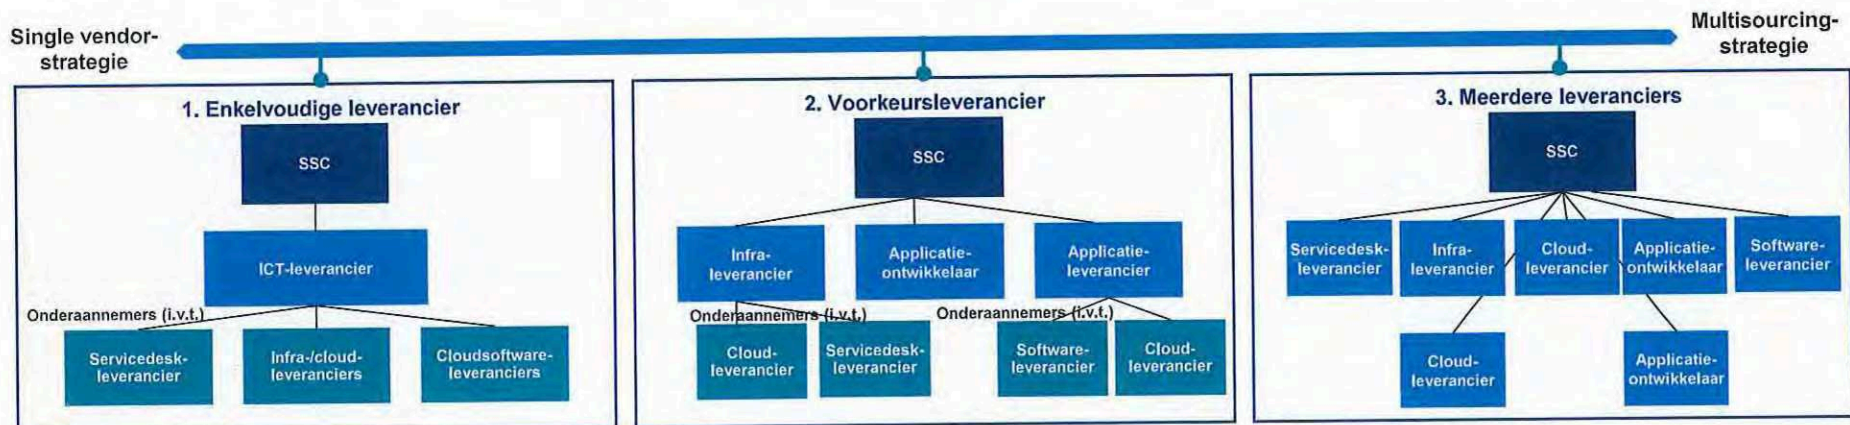 Single vendor-
strategie
Multisourcing-
strategie
1. Enkelvoudige leverancier
SSC
ICT-leverancier
Onderaannemers (i.v.t.)
Servicedesk-
leverancier
Infra-/cloud-
leveranciers
Cloudsoftware-
leveranciers
2. Voorkeursleverancier
SSC
Infra-
leverancier
Applicatie-
ontwikkelaar
Applicatie-
leverancier
Onderaannemers (i.v.t.)
Onderaannemers (i.v.t.)
Cloud-
leverancier
Servicedesk-
leverancier
Software-
leverancier
Cloud-
leverancier
3. Meerdere leveranciers
SSC
Servicedesk-
leverancier
Infra-
leverancier
Cloud-
leverancier
Applicatie-
ontwikkelaar
Software-
leverancier
Cloud-
leverancier
Applicatie-
ontwikkelaar